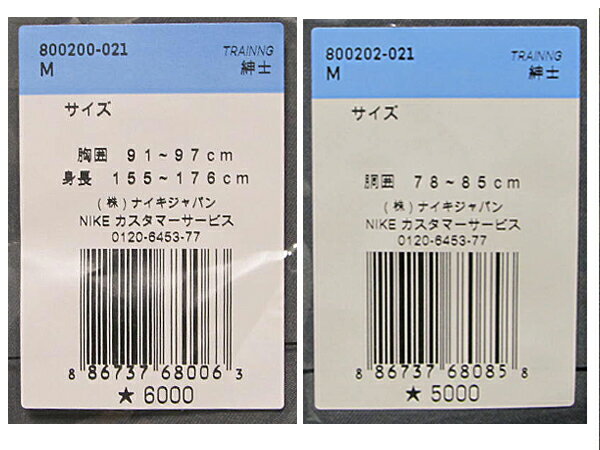 800200-021 TRAINNG
M 紳士
サイズ
胸囲 91~97cm
身長 155~176cm
(株)ナイキジャパン
NIKE カスタマーサービス
0120-6453-77
8 86737 68006 3
★ 6000
800202-021 TRAINNG
M 紳士
サイズ
胴囲 78~85cm
(株)ナイキジャパン
NIKE カスタマーサービス
0120-6453-77
8 86737 68085 8
★ 5000